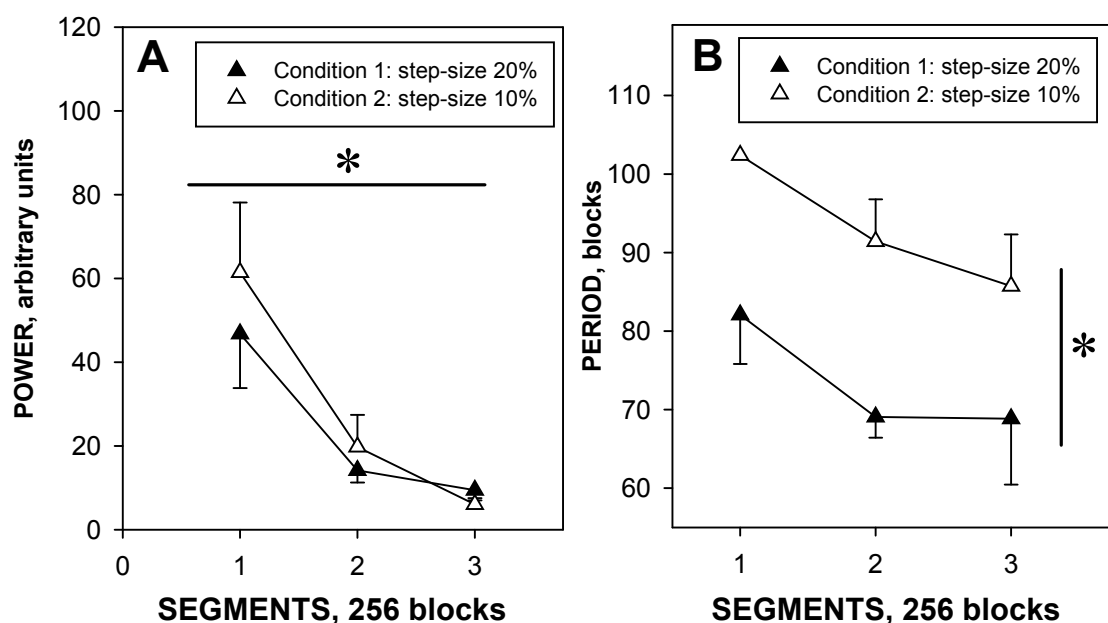 A
Condition 1: step-size 20%
Condition 2: step-size 10%
*
POWER, arbitrary units
120
100
80
60
40
20
0
0 1 2 3
SEGMENTS, 256 blocks
B
Condition 1: step-size 20%
Condition 2: step-size 10%
*
PERIOD, blocks
110
100
90
80
70
60
1 2 3
SEGMENTS, 256 blocks